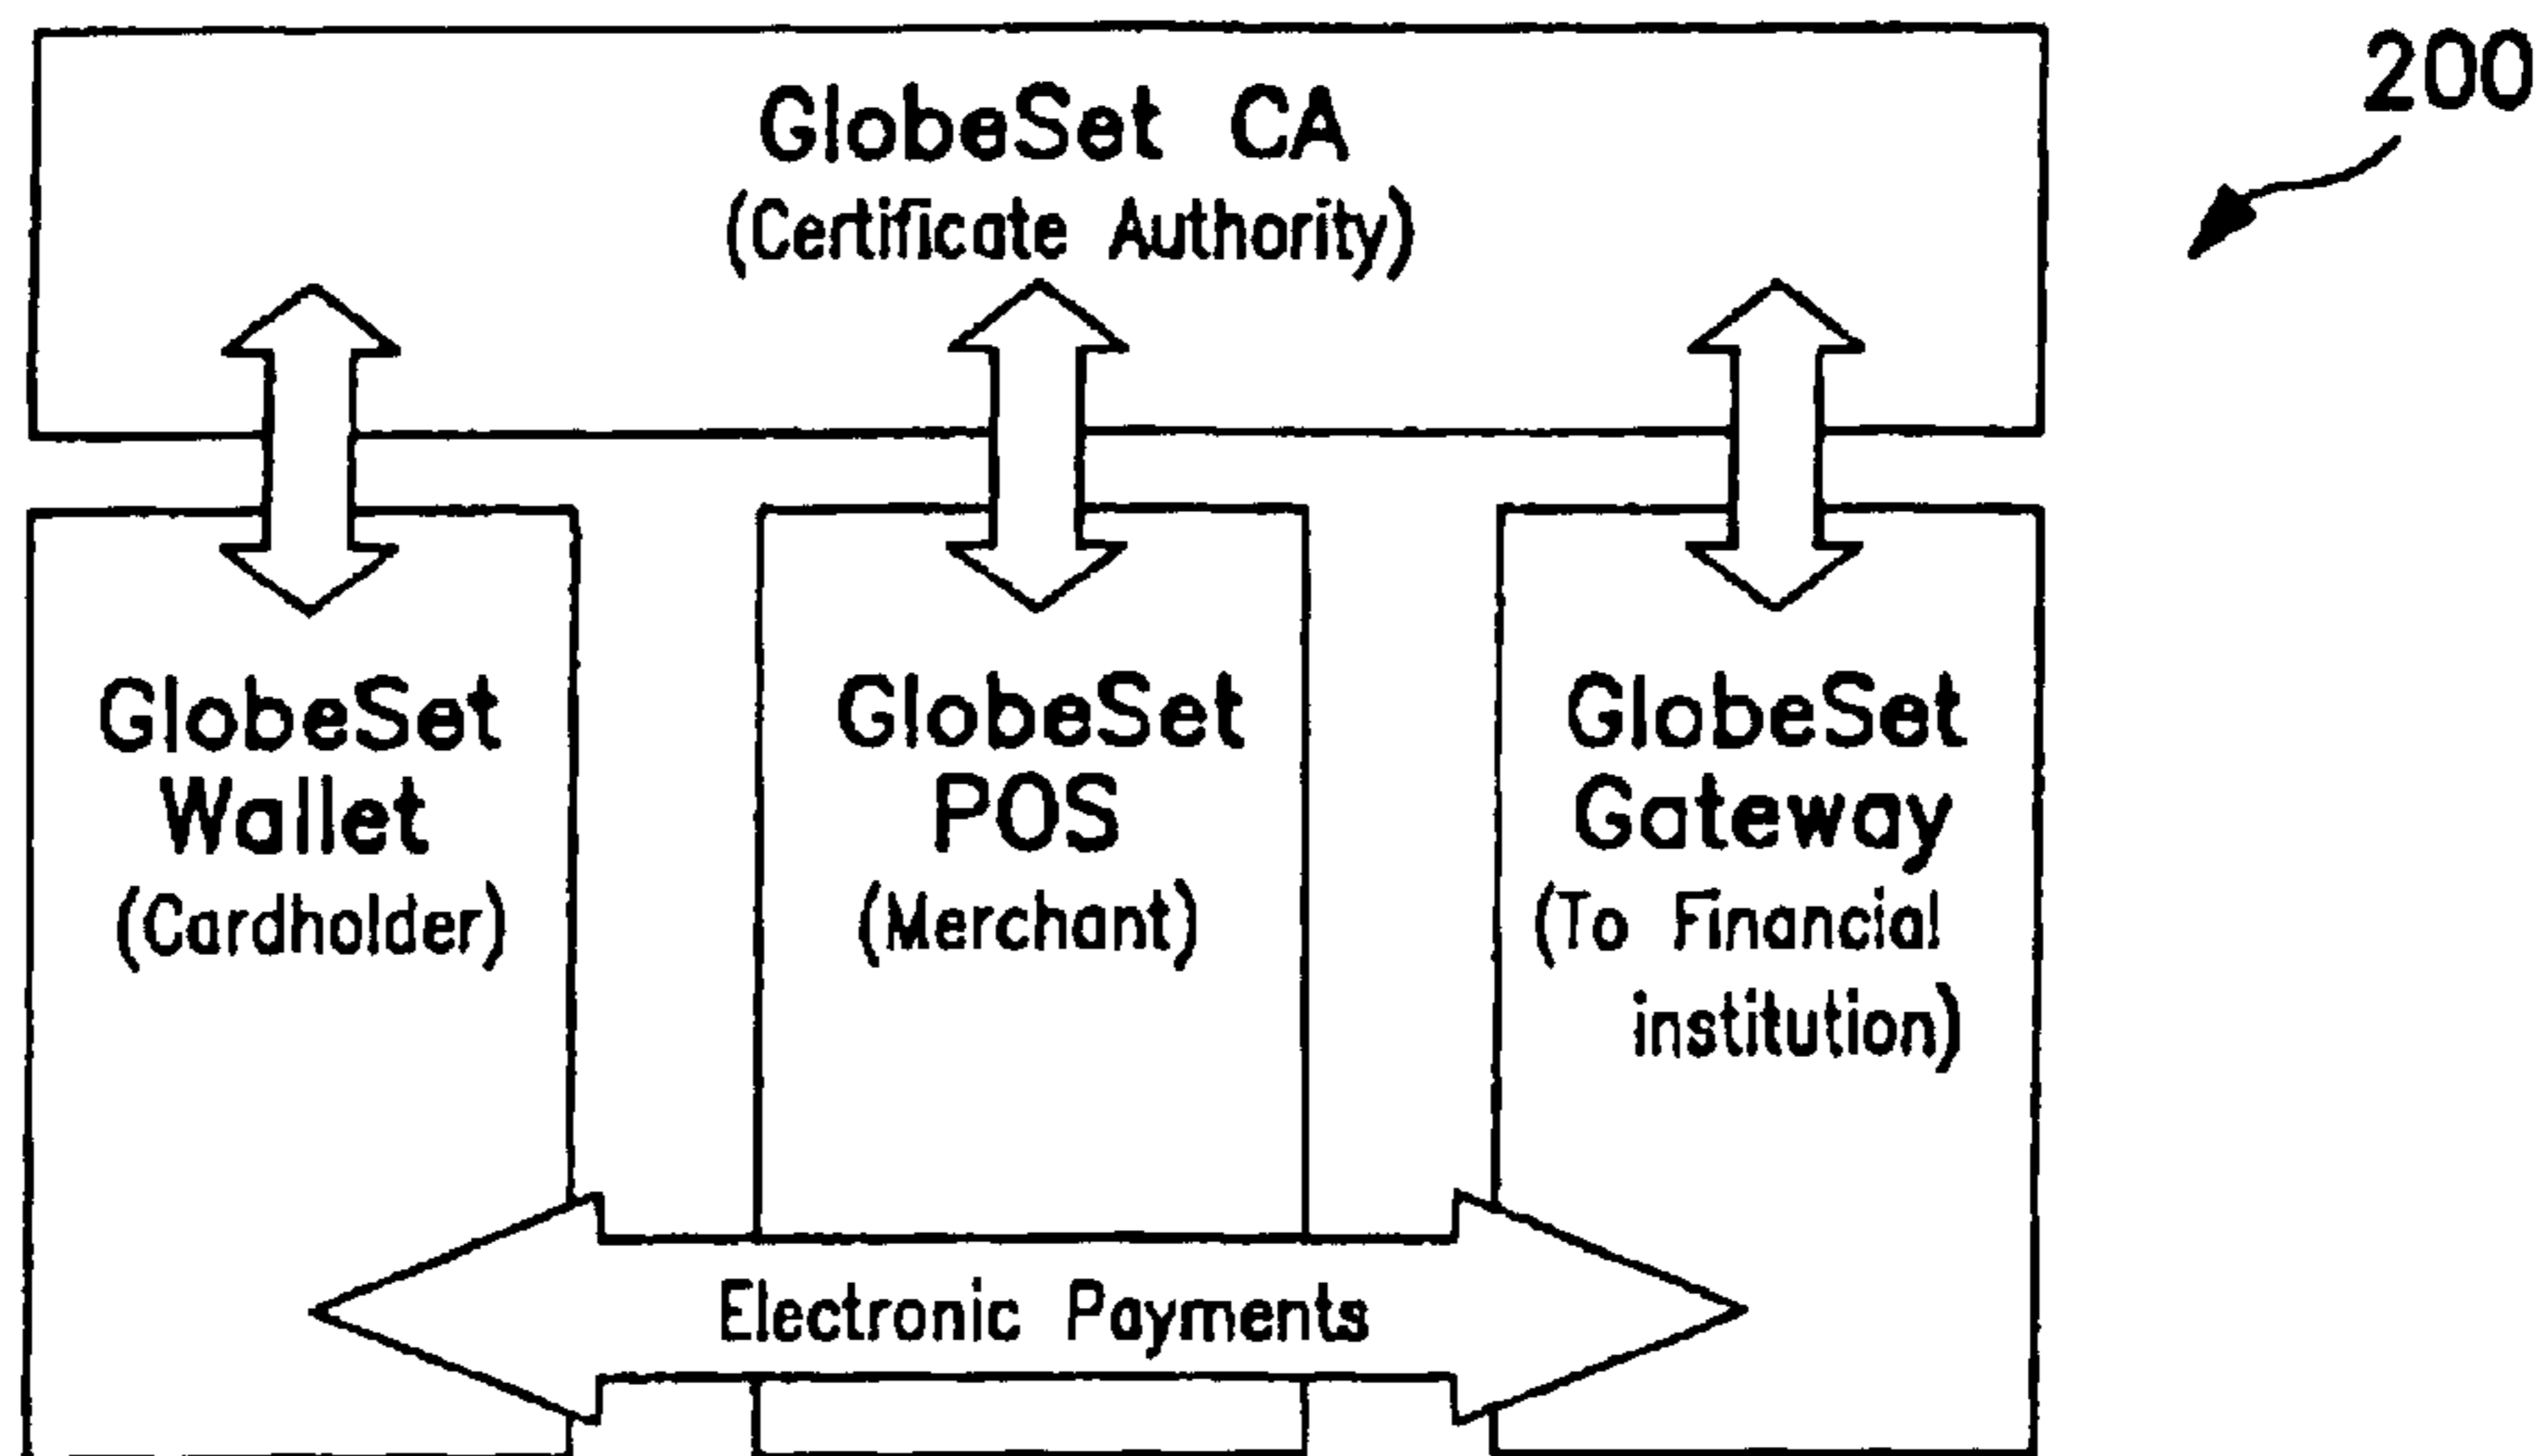 200
GlobeSet CA
(Certificate Authority)
GlobeSet
Wallet
(Cardholder)
GlobeSet
POS
(Merchant)
GlobeSet
Gateway
(To Financial
institution)
Electronic Payments